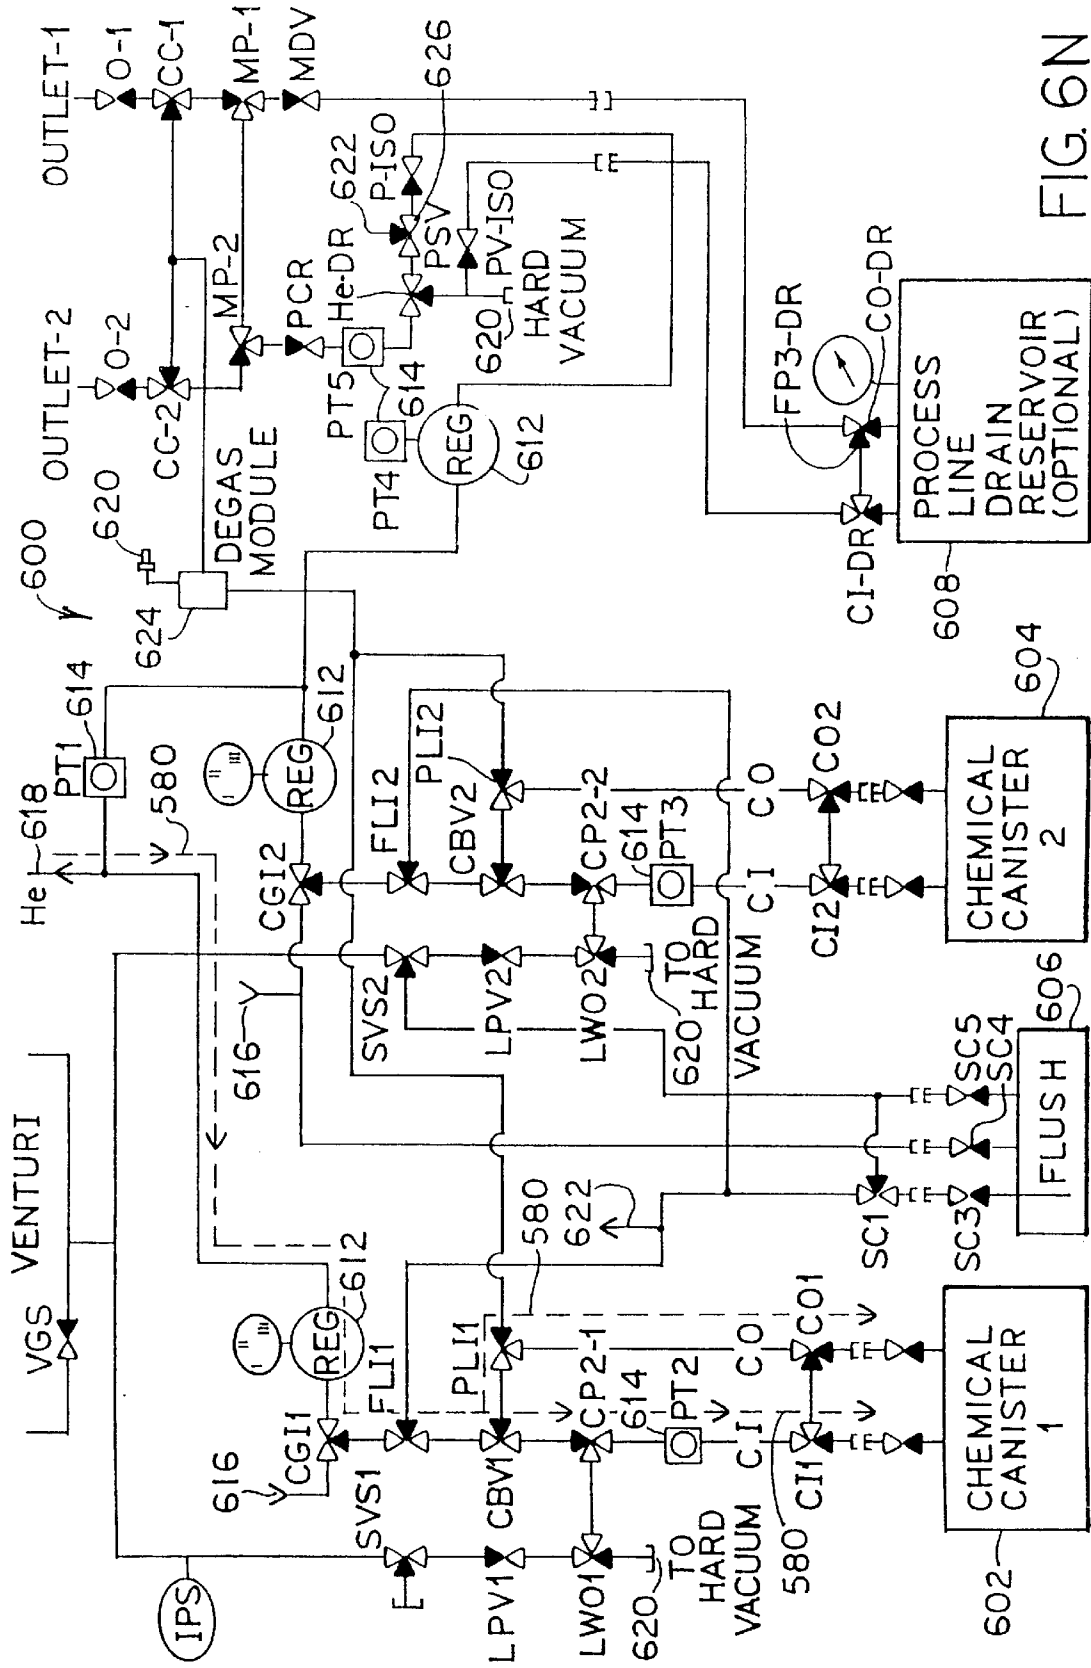 VGS VENTURI
IPS
616
CGI1
SVS1
REG
612
FLI1
PLI1
LPV1
CBV1
LWO1
CP2-1
620
TO
HARD
VACUUM
614
PT2
CI
CO
580
CI1
CO1
602
CHEMICAL
CANISTER
1
580
622
He
618
580
616
PT1
614
600
SVS2
CGI2
REG
612
FLI2
LPV2
CBV2
PLI2
LWO2
CP2-2
620
TO
HARD
VACUUM
614
PT3
CI
CO
CI2
CO2
SC1
SC3
SC5
SC4
FLUSH
606
CHEMICAL
CANISTER
2
604
624
620
DEGAS
MODULE
OUTLET-2
O-2
CC-2
MP-2
OUTLET-1
O-1
CC-1
MP-1
MDV
PCR
PT5
614
PT4
REG
612
He-DR
622
P-ISO
626
PSV
PV-ISO
620
HARD
VACUUM
FP3-DR
CO-DR
CI-DR
608
PROCESS
LINE
DRAIN
RESERVOIR
(OPTIONAL)
FIG. 6N